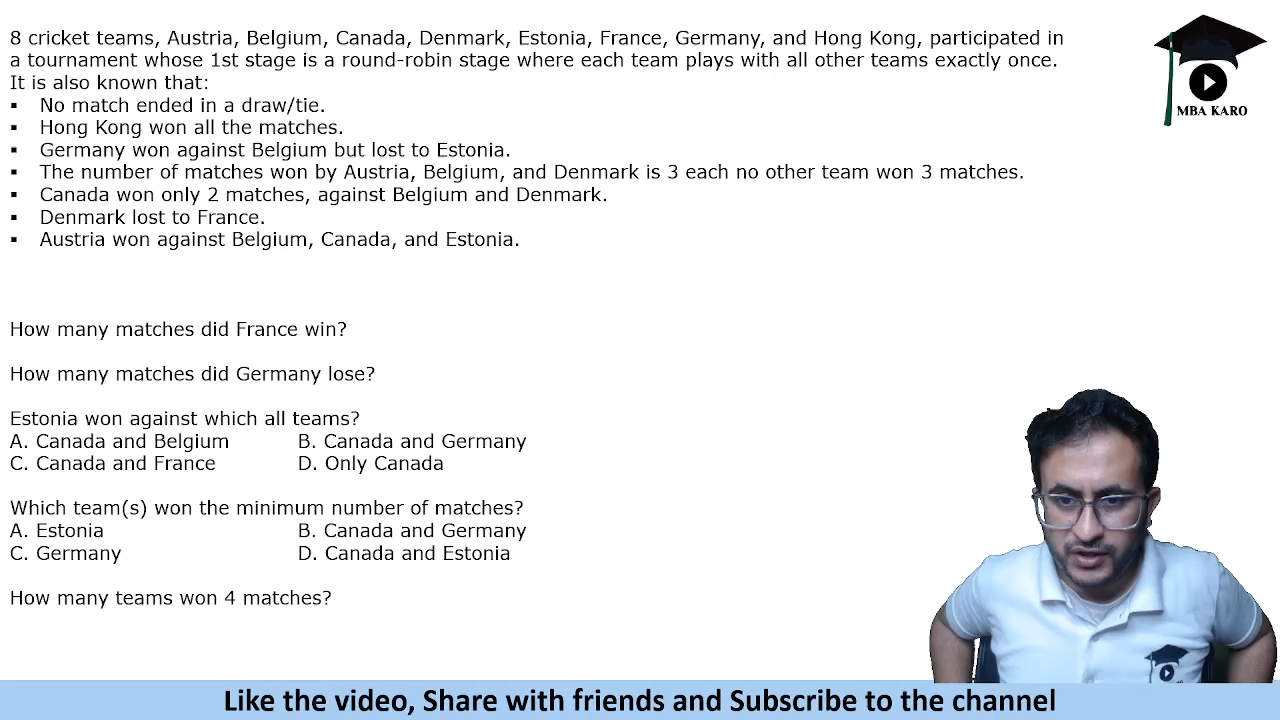 8 cricket teams, Austria, Belgium, Canada, Denmark, Estonia, France, Germany, and Hong Kong, participated in
a tournament whose 1st stage is a round-robin stage where each team plays with all other teams exactly once.
It is also known that:
▪ No match ended in a draw/tie.
▪ Hong Kong won all the matches.
▪ Germany won against Belgium but lost to Estonia.
▪ The number of matches won by Austria, Belgium, and Denmark is 3 each no other team won 3 matches.
▪ Canada won only 2 matches, against Belgium and Denmark.
▪ Denmark lost to France.
▪ Austria won against Belgium, Canada, and Estonia.
MBA KARO
How many matches did France win?
How many matches did Germany lose?
Estonia won against which all teams?
A. Canada and Belgium B. Canada and Germany
C. Canada and France D. Only Canada
Which team(s) won the minimum number of matches?
A. Estonia B. Canada and Germany
C. Germany D. Canada and Estonia
How many teams won 4 matches?
Like the video, Share with friends and Subscribe to the channel